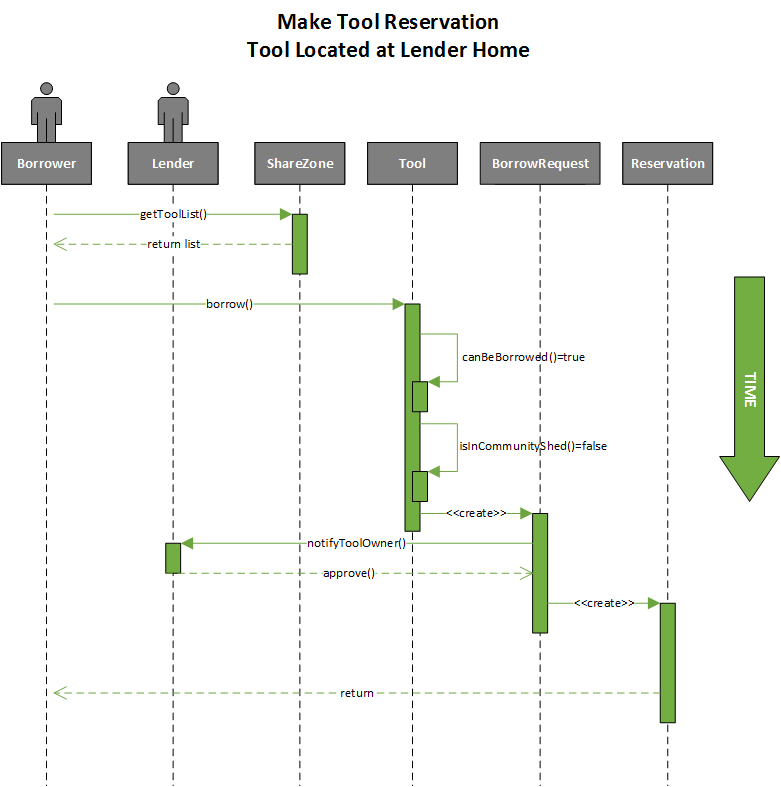 Make Tool Reservation
Tool Located at Lender Home
Borrower
Lender
ShareZone
Tool
BorrowRequest
Reservation
getToolList()
return list
borrow()
canBeBorrowed()=true
TIME
isInCommunityShed()=false
<<create>>
notifyToolOwner()
approve()
<<create>>
return